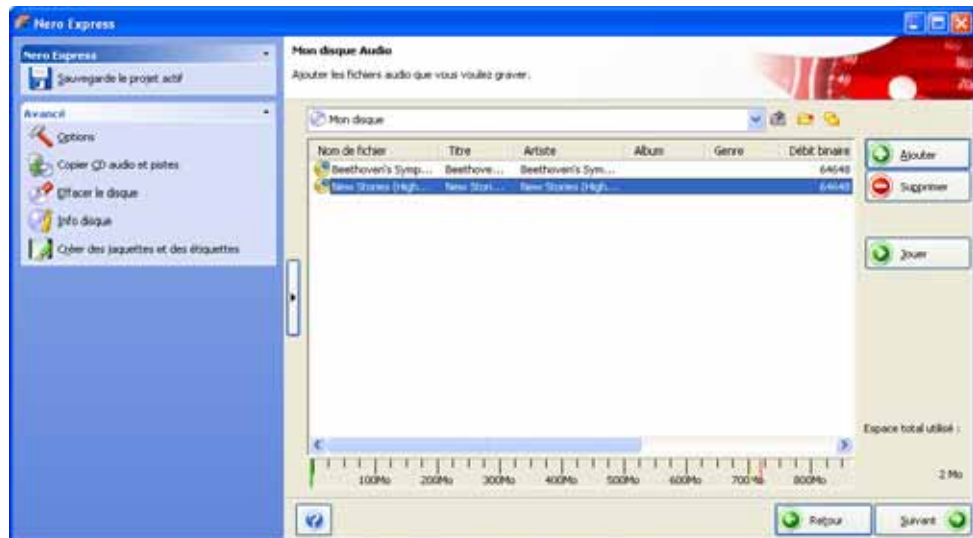 Nero Express
Nero Express
Sauvegarde le projet actif
Avancé
Options
Copier CD audio et pistes
Effacer le disque
Info disque
Créer des jaquettes et des étiquettes
Mon disque Audio
Ajouter les fichiers audio que vous voulez graver.
Mon disque
Nom de fichier Titre Artiste Album Genre Débit binaire
Beethoven's Symp... Beethove... Beethoven's Sym... 64640
New Stories (High... New Stori... New Stories (High... 64640
Ajouter
Supprimer
Jouer
Espace total utilisé :
100Mo 200Mo 300Mo 400Mo 500Mo 600Mo 700Mo 800Mo
2 Mo
Retour
Suivant